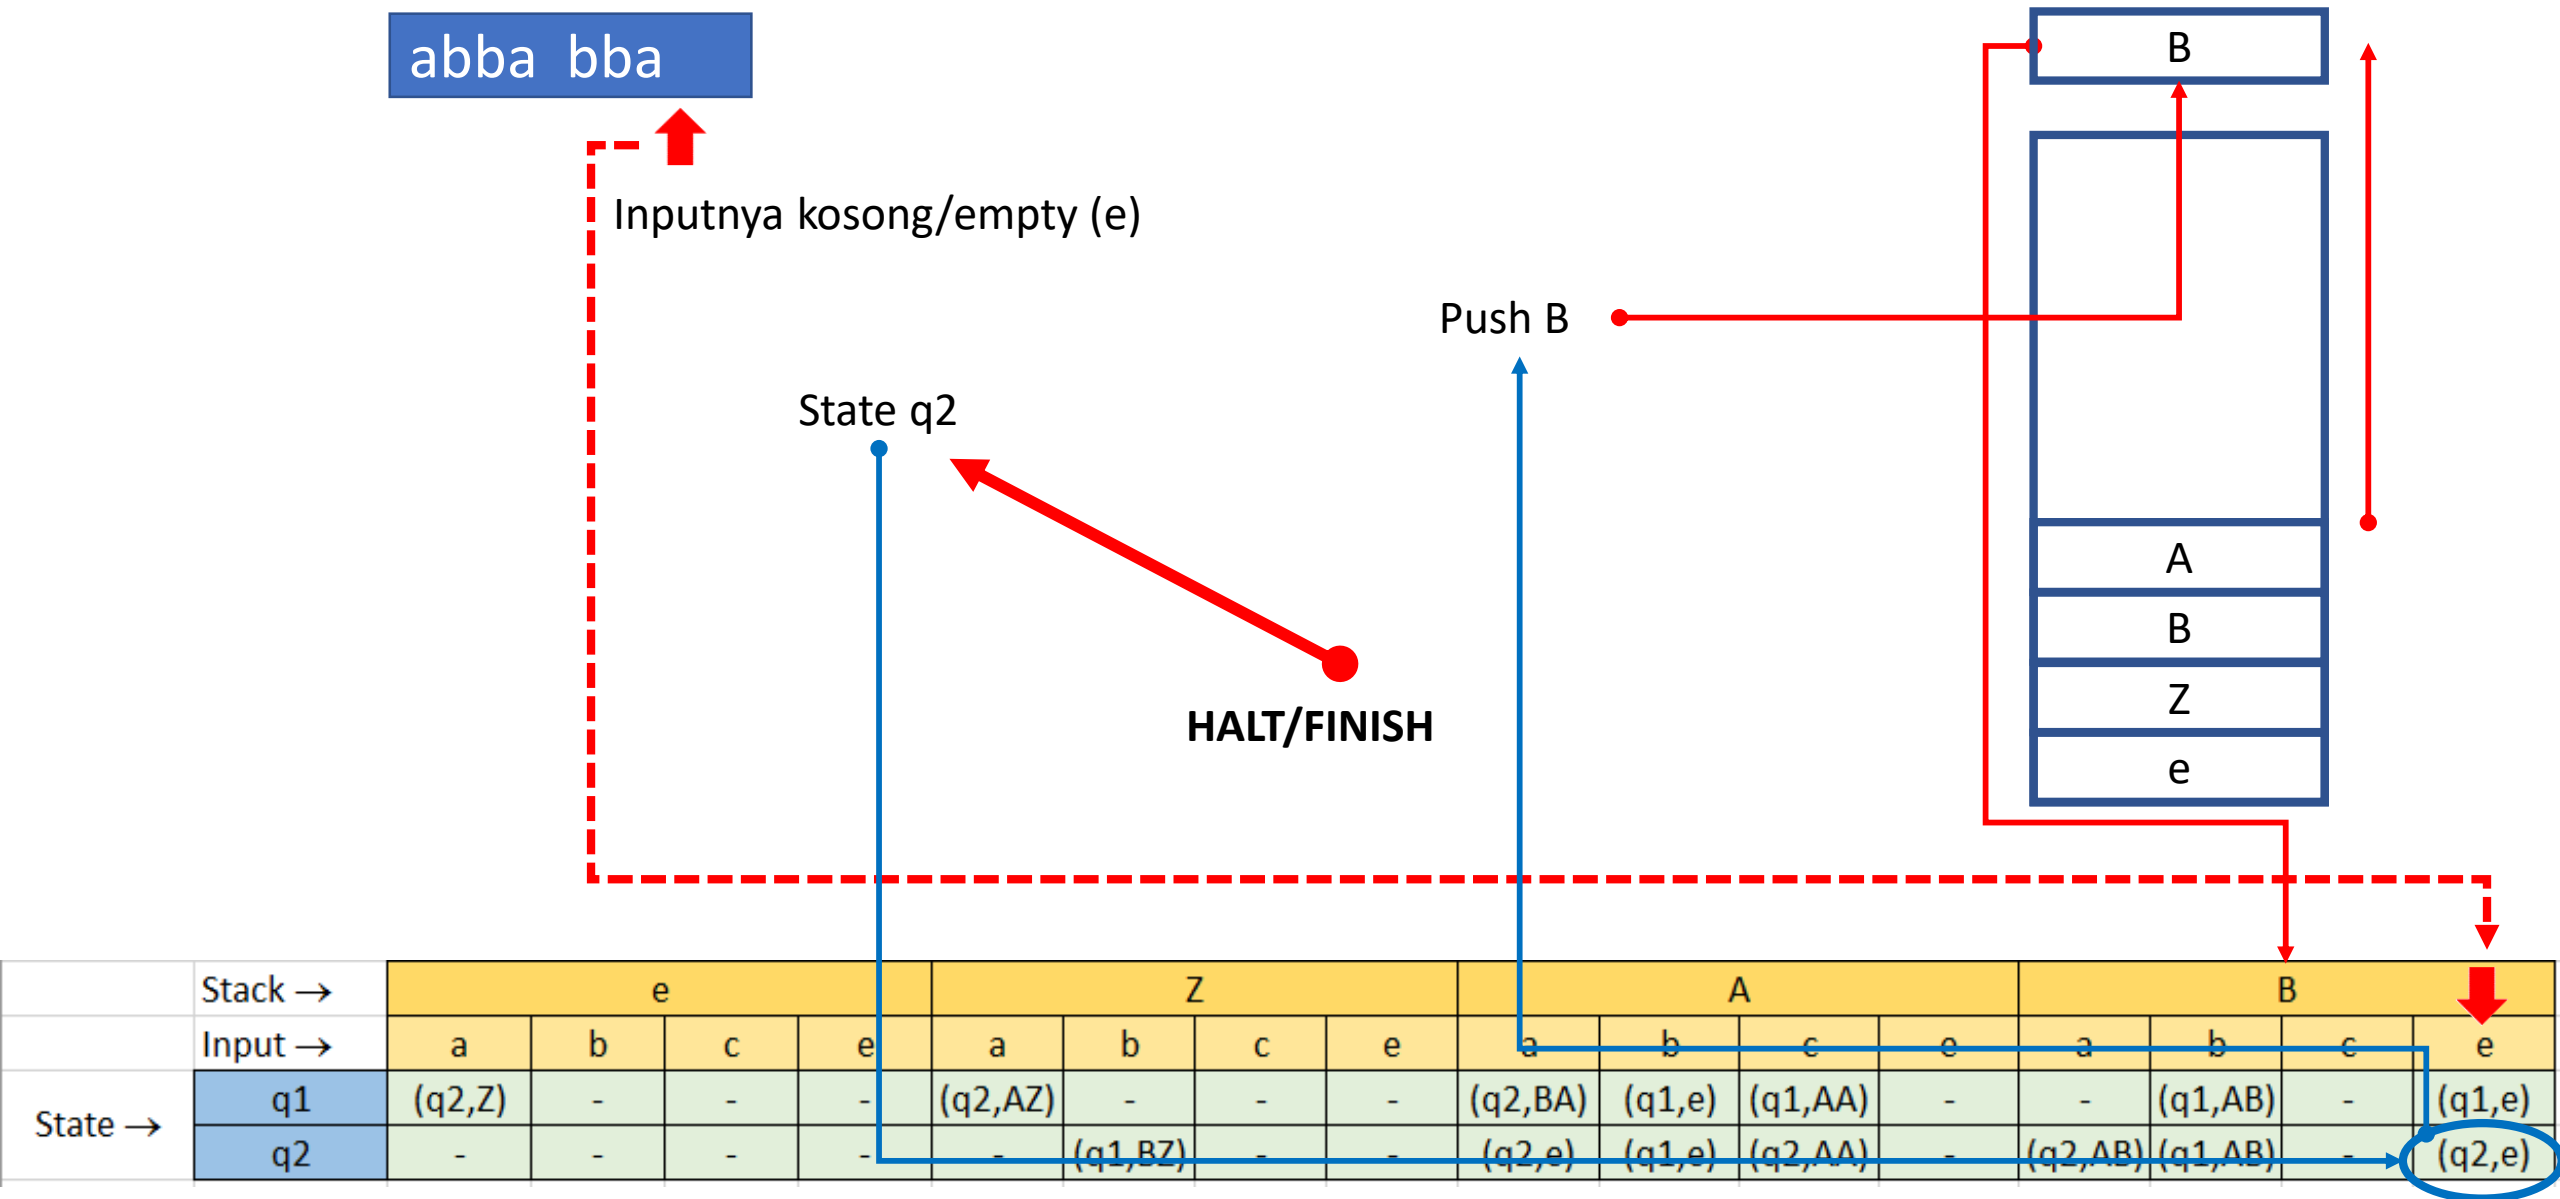 abba bba
B
Inputnya kosong/empty (e)
Push B
State q2
A
B
Z
e
HALT/FINISH
Stack → e Z A B
Input → a b c e a b c e a b c e a b c e
State →
q1 (q2,Z) - - - (q2,AZ) - - - (q2,BA) (q1,e) (q1,AA) - - (q1,AB) - (q1,e)
q2 - - - - - (q1,BZ) - - (q2,e) (q1,e) (q2,AA) - (q2,AB) (q1,AB) - (q2,e)